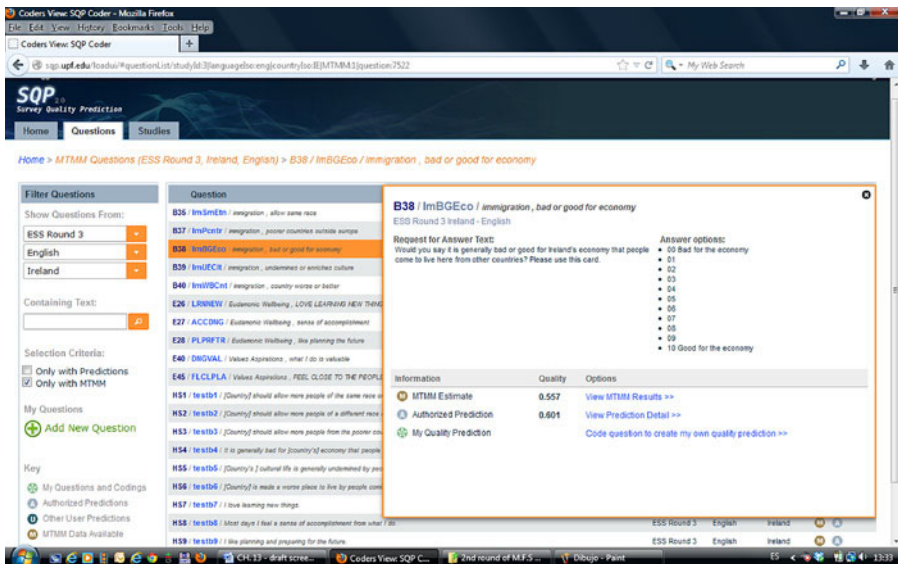 Coders View: SQP Coder - Mozilla Firefox
File Edit View History Bookmarks Tools Help
Coders View: SQP Coder +
sqp.upf.edu/loadui/#questionList/studyId:3|languageIso:eng|countryIso:IE|MTMM:1|question:7522
My Web Search
SQP 2.0
Survey Quality Prediction
Home Questions Studies
Home > MTMM Questions (ESS Round 3, Ireland, English) > B38 / ImBGEco / immigration , bad or good for economy
Filter Questions
Show Questions From:
ESS Round 3
English
Ireland
Containing Text:
Selection Criteria:
Only with Predictions
Only with MTMM
My Questions
Add New Question
Key
My Questions and Codings
Authorized Predictions
Other User Predictions
MTMM Data Available
Question
B35 / ImSmEtn / immigration , allow same race
B37 / ImPcntr / immigration , poorer countries outside europe
B38 / ImBGEco / immigration , bad or good for economy
B39 / ImUEClt / immigration , undermines or enriches culture
B40 / ImWBCnt / immigration , country worse or better
E26 / LRNNEW / Eudemonic Wellbeing , LOVE LEARNING NEW THING
E27 / ACCDNG / Eudemonic Wellbeing , sense of accomplishment
E28 / PLPRFTR / Eudemonic Wellbeing , like planning the future
E40 / DNGVAL / Values Aspirations , what I do is valuable
E45 / FLCLPLA / Values Aspirations , FEEL CLOSE TO THE PEOPLE
HS1 / testb1 / [Country] should allow more people of the same race o
HS2 / testb2 / [Country] should allow more people of a different race
HS3 / testb3 / [Country] should allow more people from the poorer cou
HS4 / testb4 / It is generally bad for [country's] economy that people
HS5 / testb5 / [Country's ] cultural life is generally undermined by peo
HS6 / testb6 / [Country] is made a worse place to live by people com
HS7 / testb7 / I love learning new things.
HS8 / testb8 / Most days I feel a sense of accomplishment from what I do. ESS Round 3 English Ireland
HS9 / testb9 / I like planning and preparing for the future. ESS Round 3 English Ireland
B38 / ImBGEco / immigration , bad or good for economy
ESS Round 3 Ireland - English
Request for Answer Text:
Would you say it is generally bad or good for Ireland's economy that people
come to live here from other countries? Please use this card.
Answer options:
00 Bad for the economy
01
02
03
04
05
06
07
08
09
10 Good for the economy
Information Quality Options
MTMM Estimate 0.557 View MTMM Results >>
Authorized Prediction 0.601 View Prediction Detail >>
My Quality Prediction Code question to create my own quality prediction >>
CH. 13 - draft scree... Coders View: SQP C... 2nd round of M.F.S ... Dibujo - Paint ES 13:33